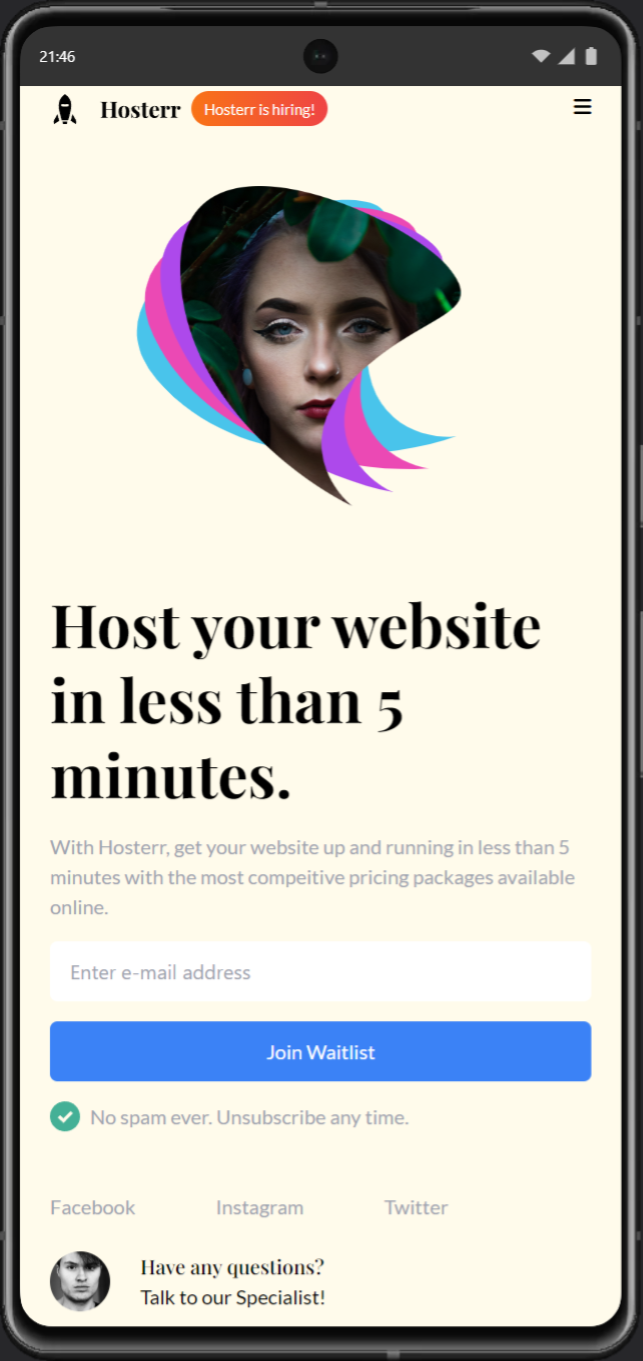 21:46
Hosterr Hosterr is hiring!
Host your website
in less than 5
minutes.
With Hosterr, get your website up and running in less than 5
minutes with the most compeitive pricing packages available
online.
Enter e-mail address
Join Waitlist
No spam ever. Unsubscribe any time.
Facebook Instagram Twitter
Have any questions?
Talk to our Specialist!